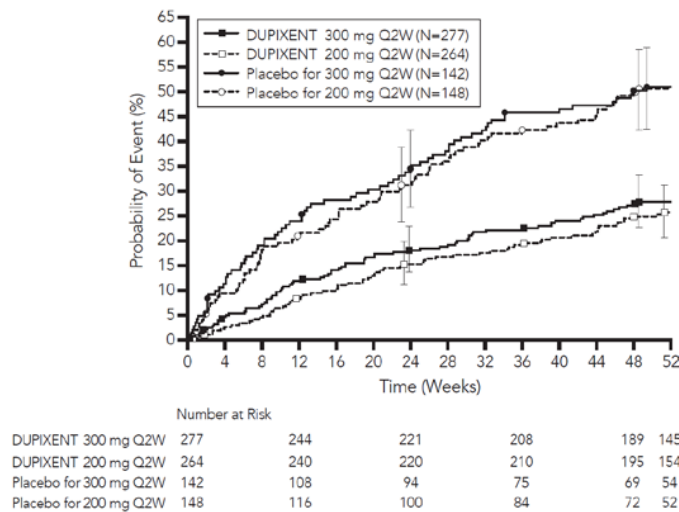 65
60
55
50
45
40
35
30
25
20
15
10
5
0
Probability of Event (%)
DUPIXENT 300 mg Q2W (N=277)
DUPIXENT 200 mg Q2W (N=264)
Placebo for 300 mg Q2W (N=142)
Placebo for 200 mg Q2W (N=148)
0 4 8 12 16 20 24 28 32 36 40 44 48 52
Time (Weeks)
Number at Risk
DUPIXENT 300 mg Q2W 277 244 221 208 189 145
DUPIXENT 200 mg Q2W 264 240 220 210 195 154
Placebo for 300 mg Q2W 142 108 94 75 69 54
Placebo for 200 mg Q2W 148 116 100 84 72 52